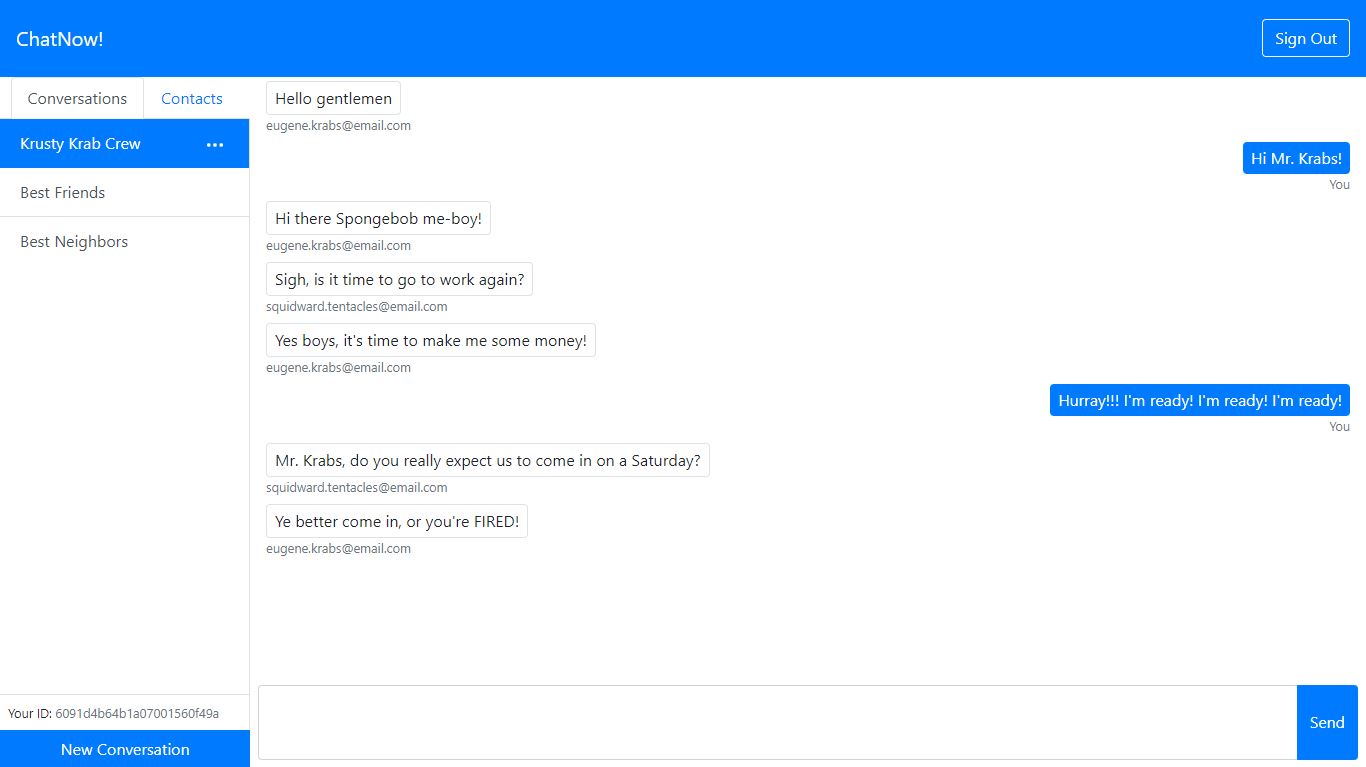 ChatNow!
Sign Out
Conversations
Contacts
Krusty Krab Crew
...
Best Friends
Best Neighbors
Your ID: 6091d4b64b1a07001560f49a
New Conversation
Hello gentlemen
eugene.krabs@email.com
Hi Mr. Krabs!
You
Hi there Spongebob me-boy!
eugene.krabs@email.com
Sigh, is it time to go to work again?
squidward.tentacles@email.com
Yes boys, it's time to make me some money!
eugene.krabs@email.com
Hurray!!! I'm ready! I'm ready! I'm ready!
You
Mr. Krabs, do you really expect us to come in on a Saturday?
squidward.tentacles@email.com
Ye better come in, or you're FIRED!
eugene.krabs@email.com
Send